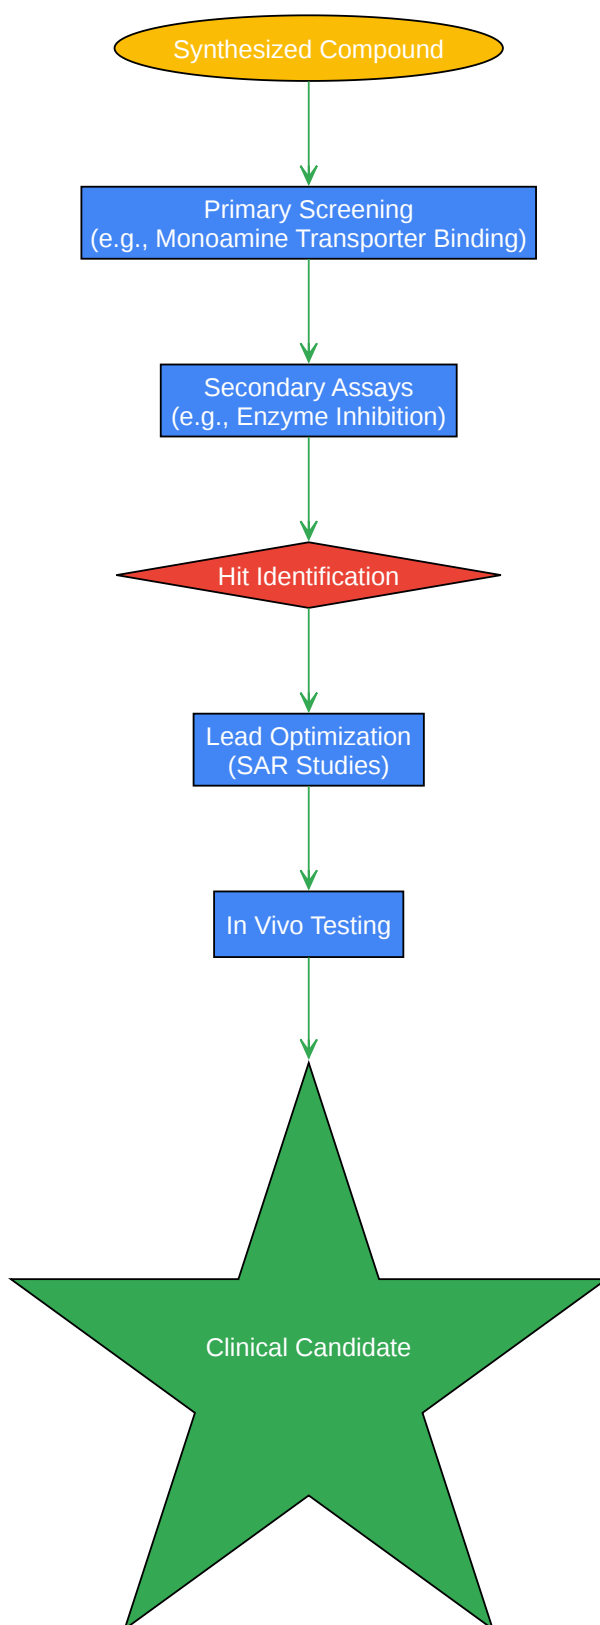 Synthesized Compound
Primary Screening
(e.g., Monoamine Transporter Binding)
Secondary Assays
(e.g., Enzyme Inhibition)
Hit Identification
Lead Optimization
(SAR Studies)
In Vivo Testing
Clinical Candidate